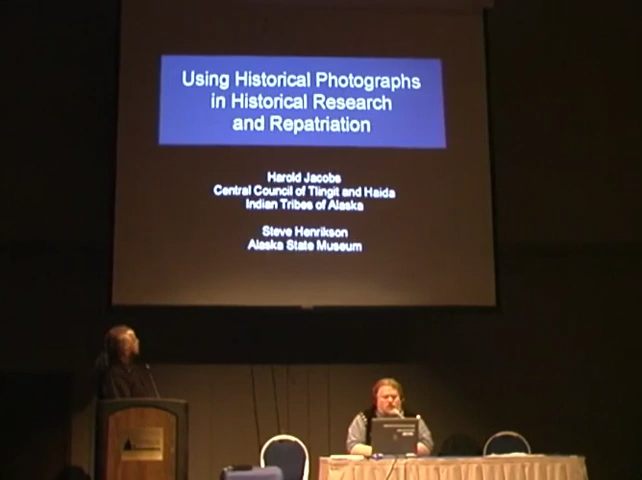 Using Historical Photographs
in Historical Research
and Repatriation
Harold Jacobs
Central Council of Tlingit and Haida
Indian Tribes of Alaska
Steve Henrikson
Alaska State Museum